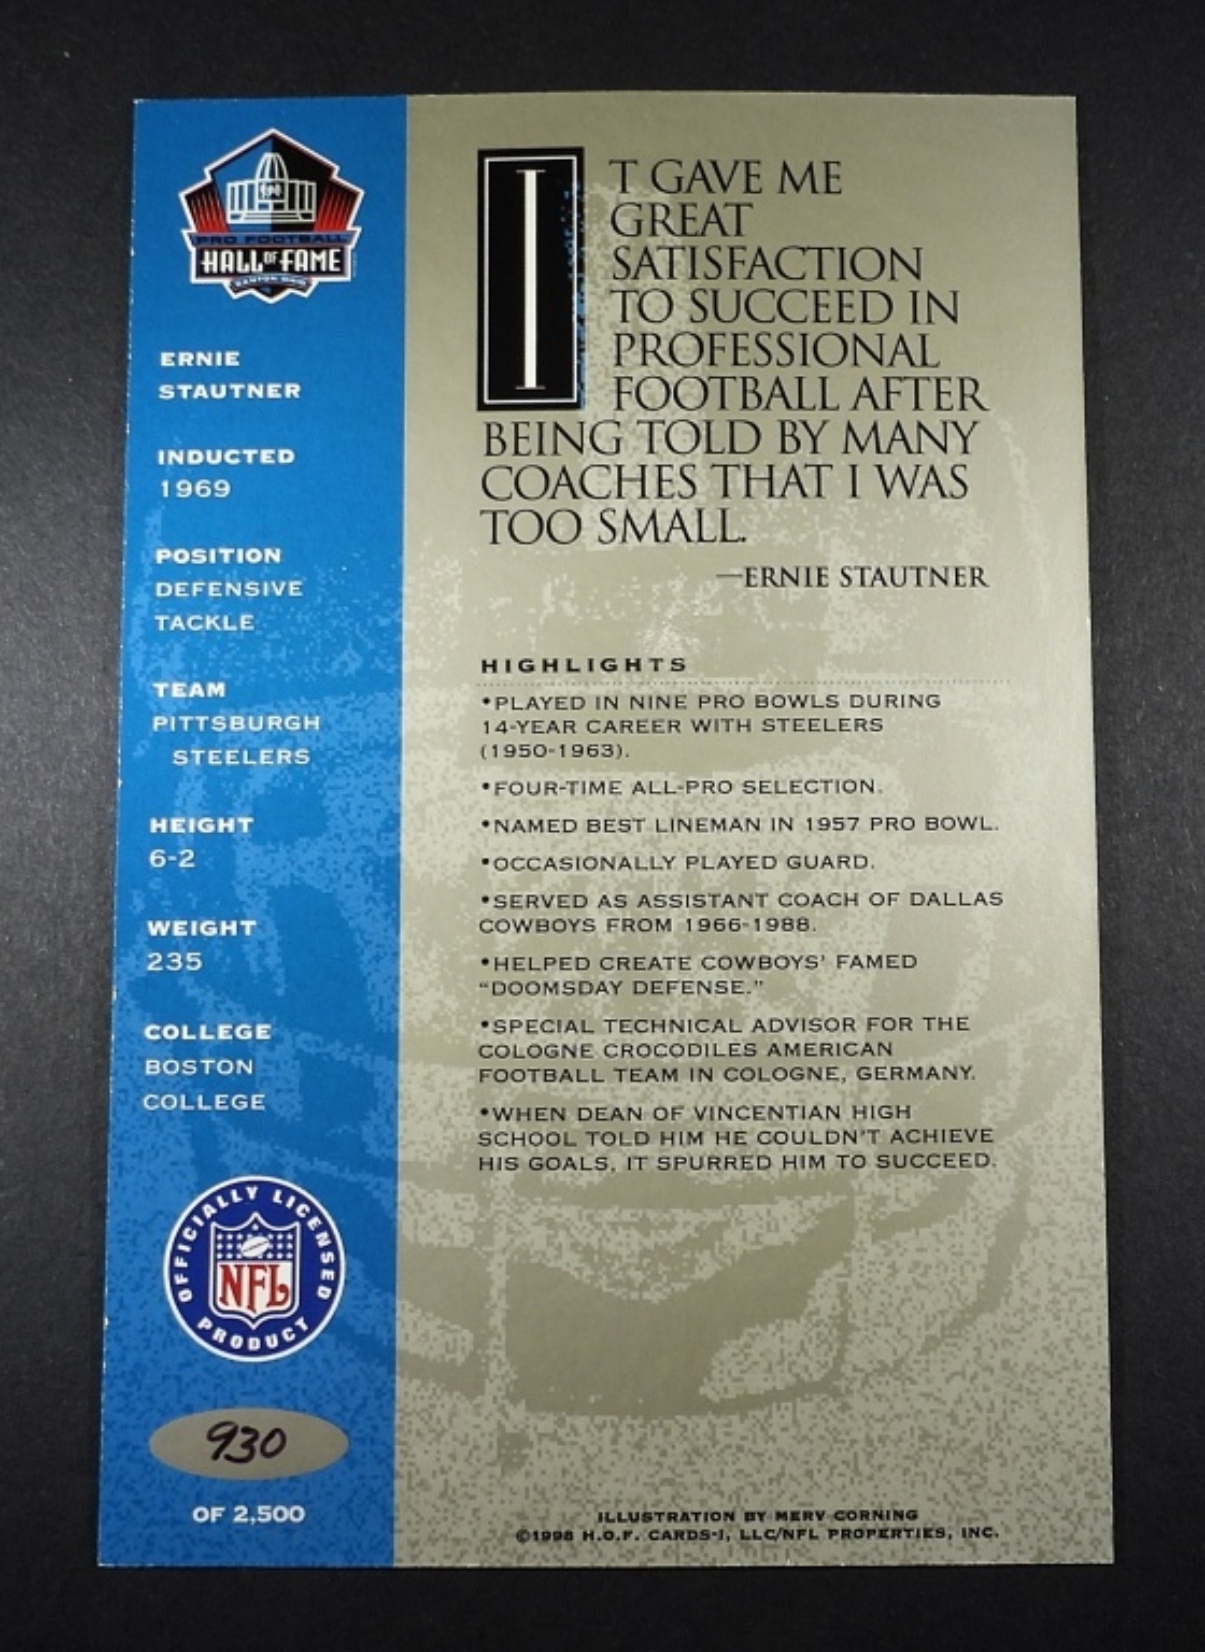 PRO FOOTBALL
HALL OF FAME
CANTON, OHIO
ERNIE
STAUTNER
INDUCTED
1969
POSITION
DEFENSIVE
TACKLE
TEAM
PITTSBURGH
STEELERS
HEIGHT
6-2
WEIGHT
235
COLLEGE
BOSTON
COLLEGE
OFFICIALLY LICENSED
NFL
PRODUCT
930
OF 2,500
IT GAVE ME
GREAT
SATISFACTION
TO SUCCEED IN
PROFESSIONAL
FOOTBALL AFTER
BEING TOLD BY MANY
COACHES THAT I WAS
TOO SMALL.
—ERNIE STAUTNER
HIGHLIGHTS
•PLAYED IN NINE PRO BOWLS DURING
14-YEAR CAREER WITH STEELERS
(1950-1963).
•FOUR-TIME ALL-PRO SELECTION.
•NAMED BEST LINEMAN IN 1957 PRO BOWL.
•OCCASIONALLY PLAYED GUARD.
•SERVED AS ASSISTANT COACH OF DALLAS
COWBOYS FROM 1966-1988.
•HELPED CREATE COWBOYS' FAMED
"DOOMSDAY DEFENSE."
•SPECIAL TECHNICAL ADVISOR FOR THE
COLOGNE CROCODILES AMERICAN
FOOTBALL TEAM IN COLOGNE, GERMANY.
•WHEN DEAN OF VINCENTIAN HIGH
SCHOOL TOLD HIM HE COULDN'T ACHIEVE
HIS GOALS, IT SPURRED HIM TO SUCCEED.
ILLUSTRATION BY MERV CORNING
©1998 H.O.F. CARDS-I, LLC/NFL PROPERTIES, INC.